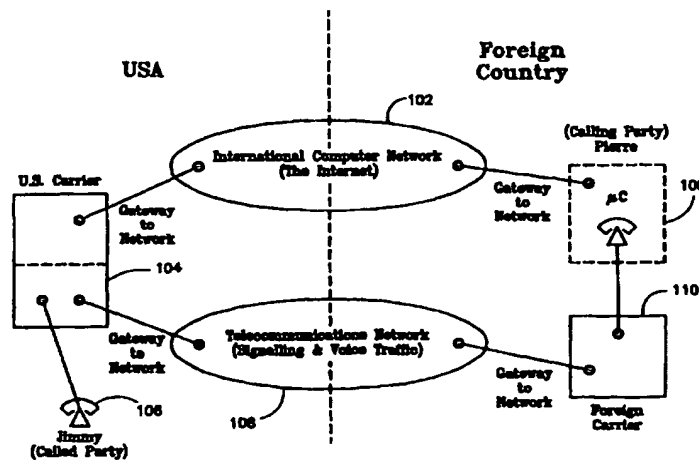 USA
Foreign
Country
102
(Calling Party)
Pierre
U.S. Carrier
International Computer Network
(The Internet)
Gateway
to
Network
Gateway
to
Network
μC
104
110
Telecommunications Network
(Signalling & Voice Traffic)
Gateway
to
Network
Gateway
to
Network
106
Jimmy
(Called Party)
Foreign
Carrier